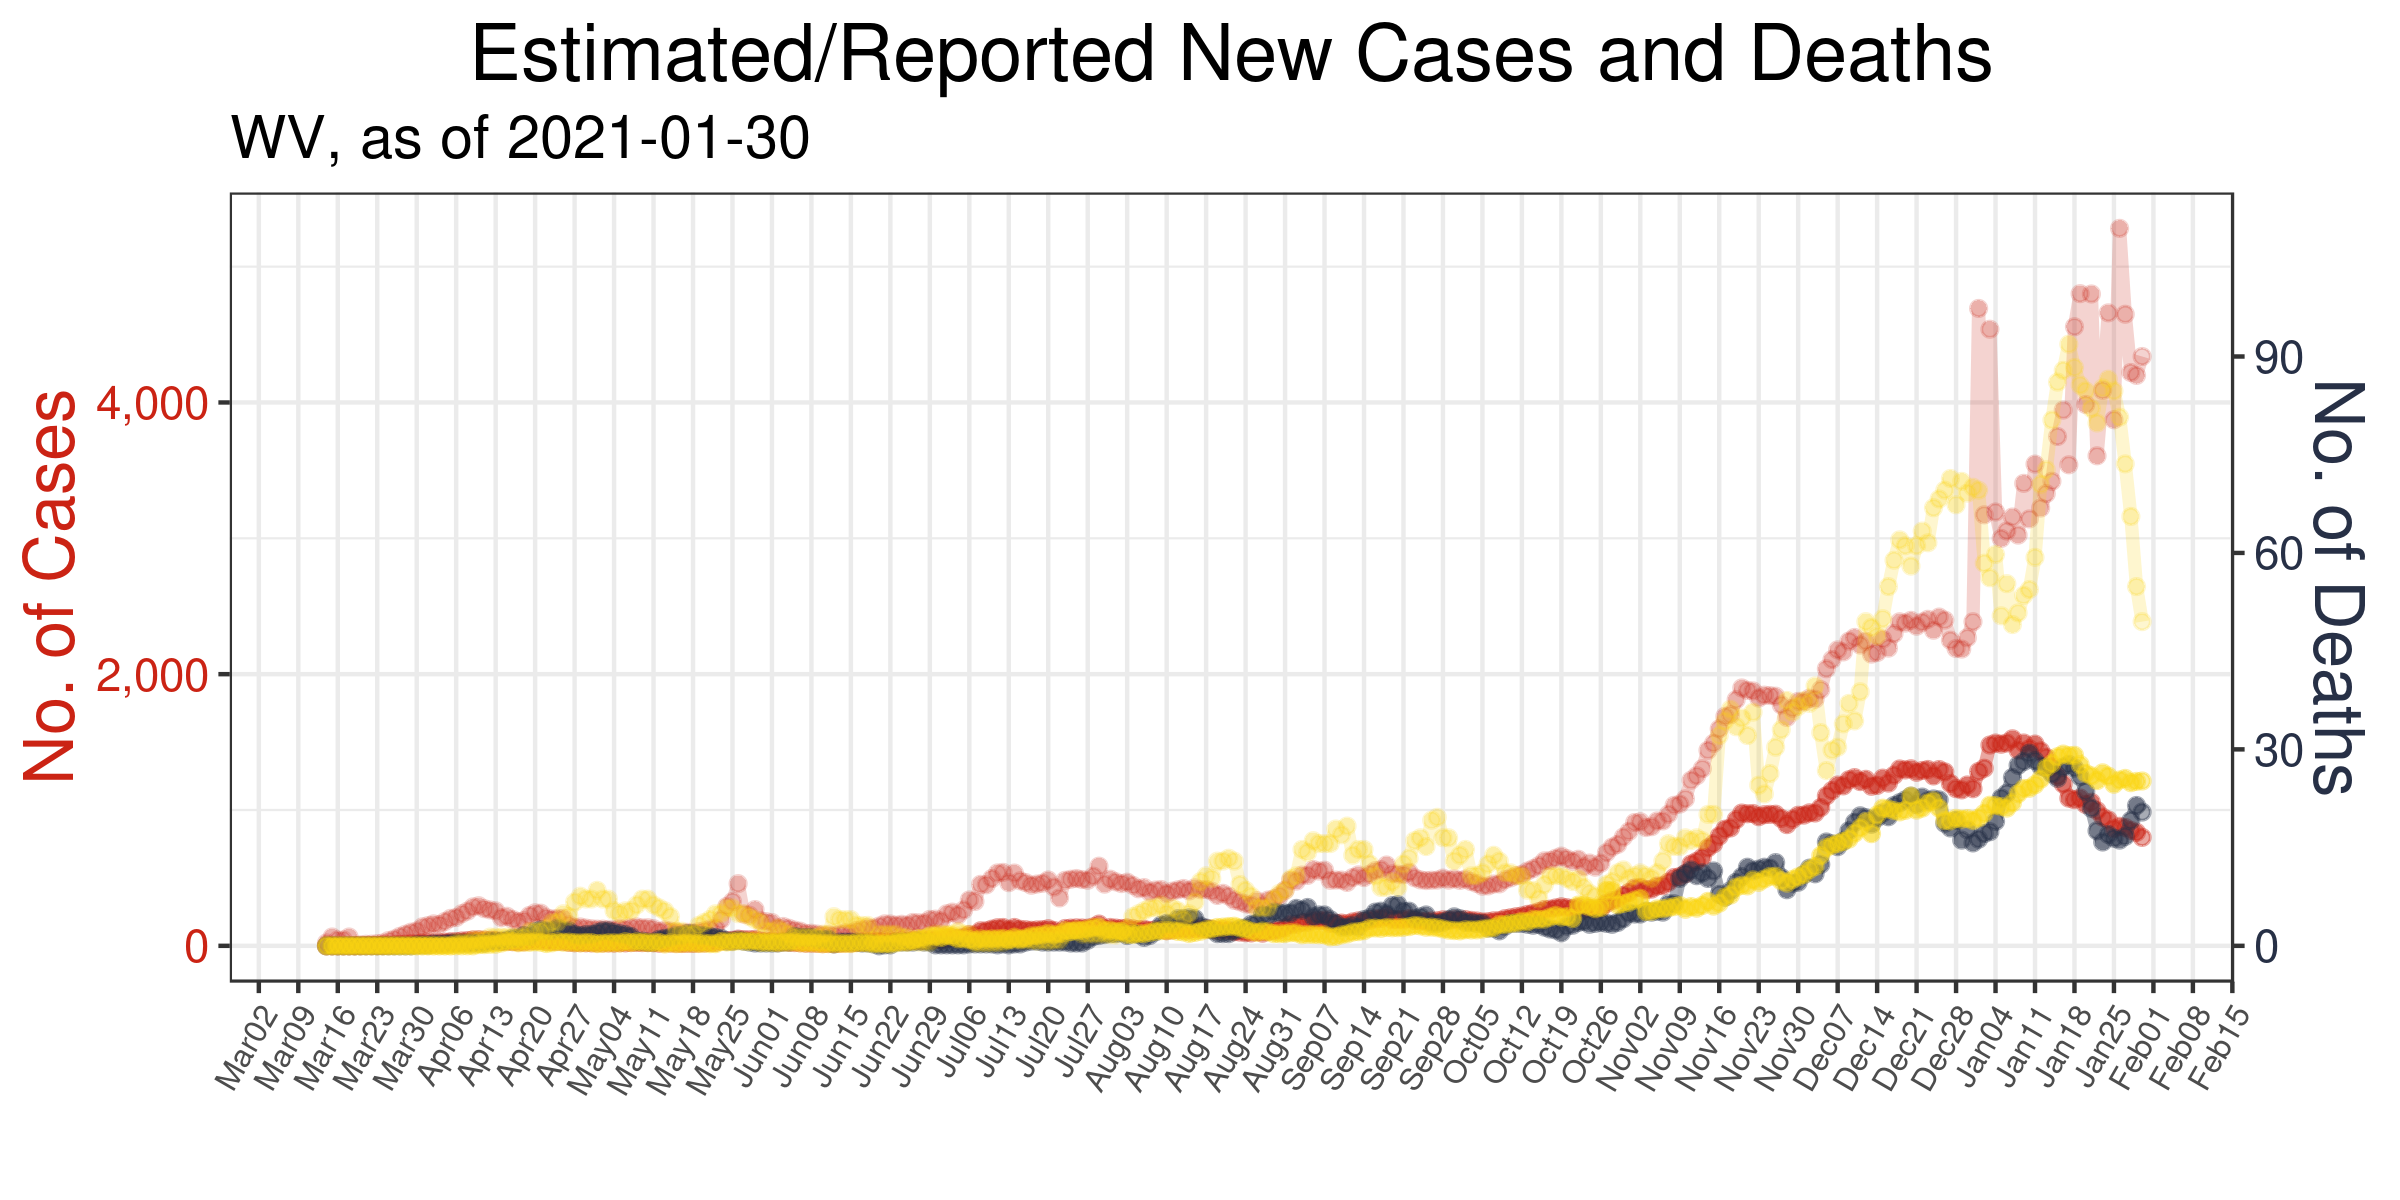 Estimated/Reported New Cases and Deaths
WV, as of 2021-01-30
No. of Cases
4,000
2,000
0
90
60
30
0
No. of Deaths
Mar02
Mar09
Mar16
Mar23
Mar30
Apr06
Apr13
Apr20
Apr27
May04
May11
May18
May25
Jun01
Jun08
Jun15
Jun22
Jun29
Jul06
Jul13
Jul20
Jul27
Aug03
Aug10
Aug17
Aug24
Aug31
Sep07
Sep14
Sep21
Sep28
Oct05
Oct12
Oct19
Oct26
Nov02
Nov09
Nov16
Nov23
Nov30
Dec07
Dec14
Dec21
Dec28
Jan04
Jan11
Jan18
Jan25
Feb01
Feb08
Feb15